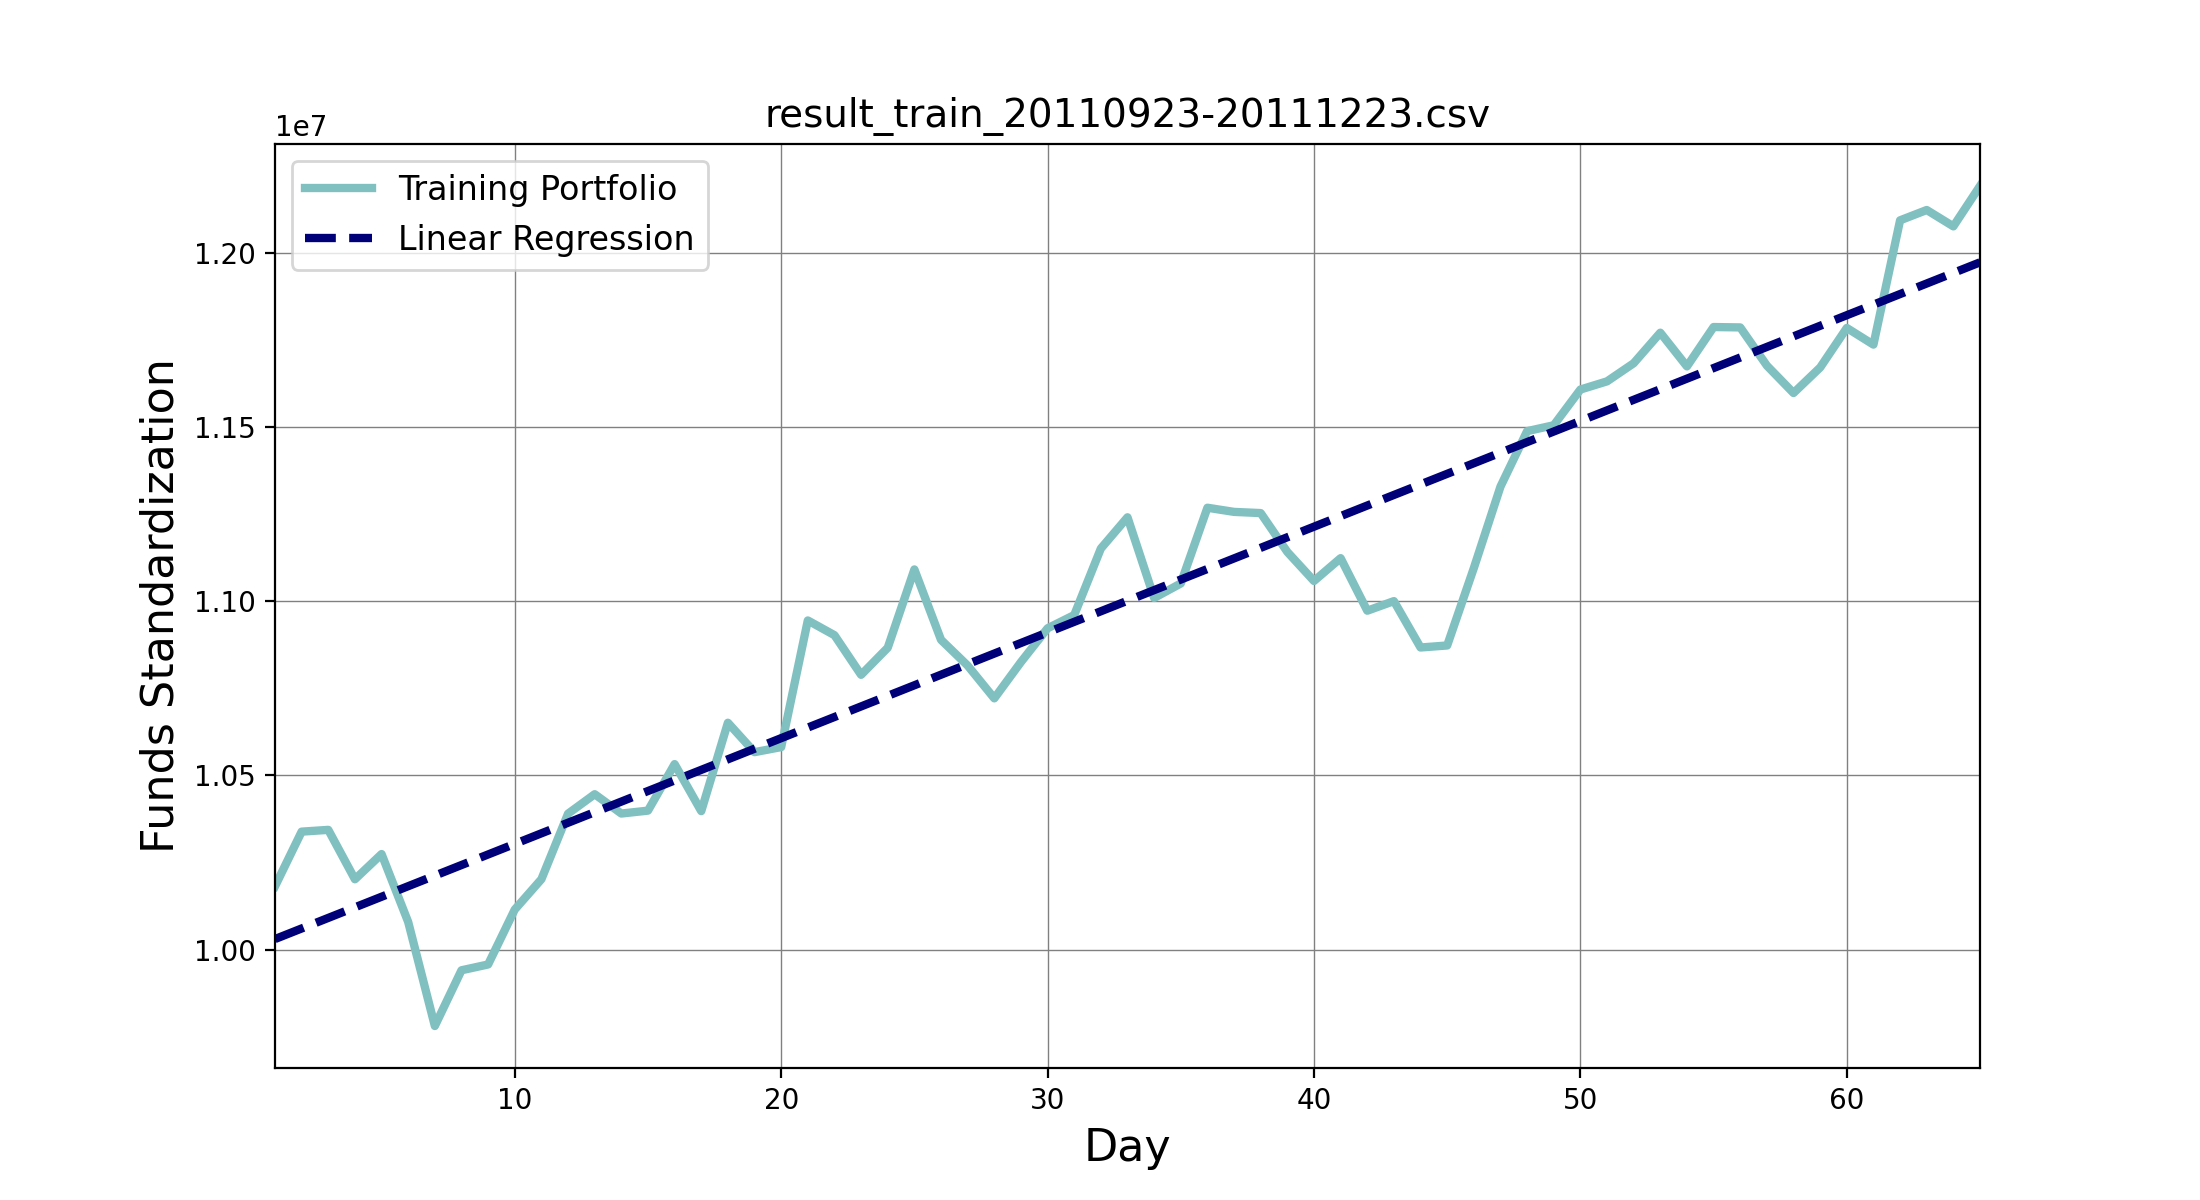 result_train_20110923-20111223.csv
1e7
Training Portfolio
Linear Regression
1.20
1.15
1.10
1.05
1.00
Funds Standardization
10 20 30 40 50 60
Day